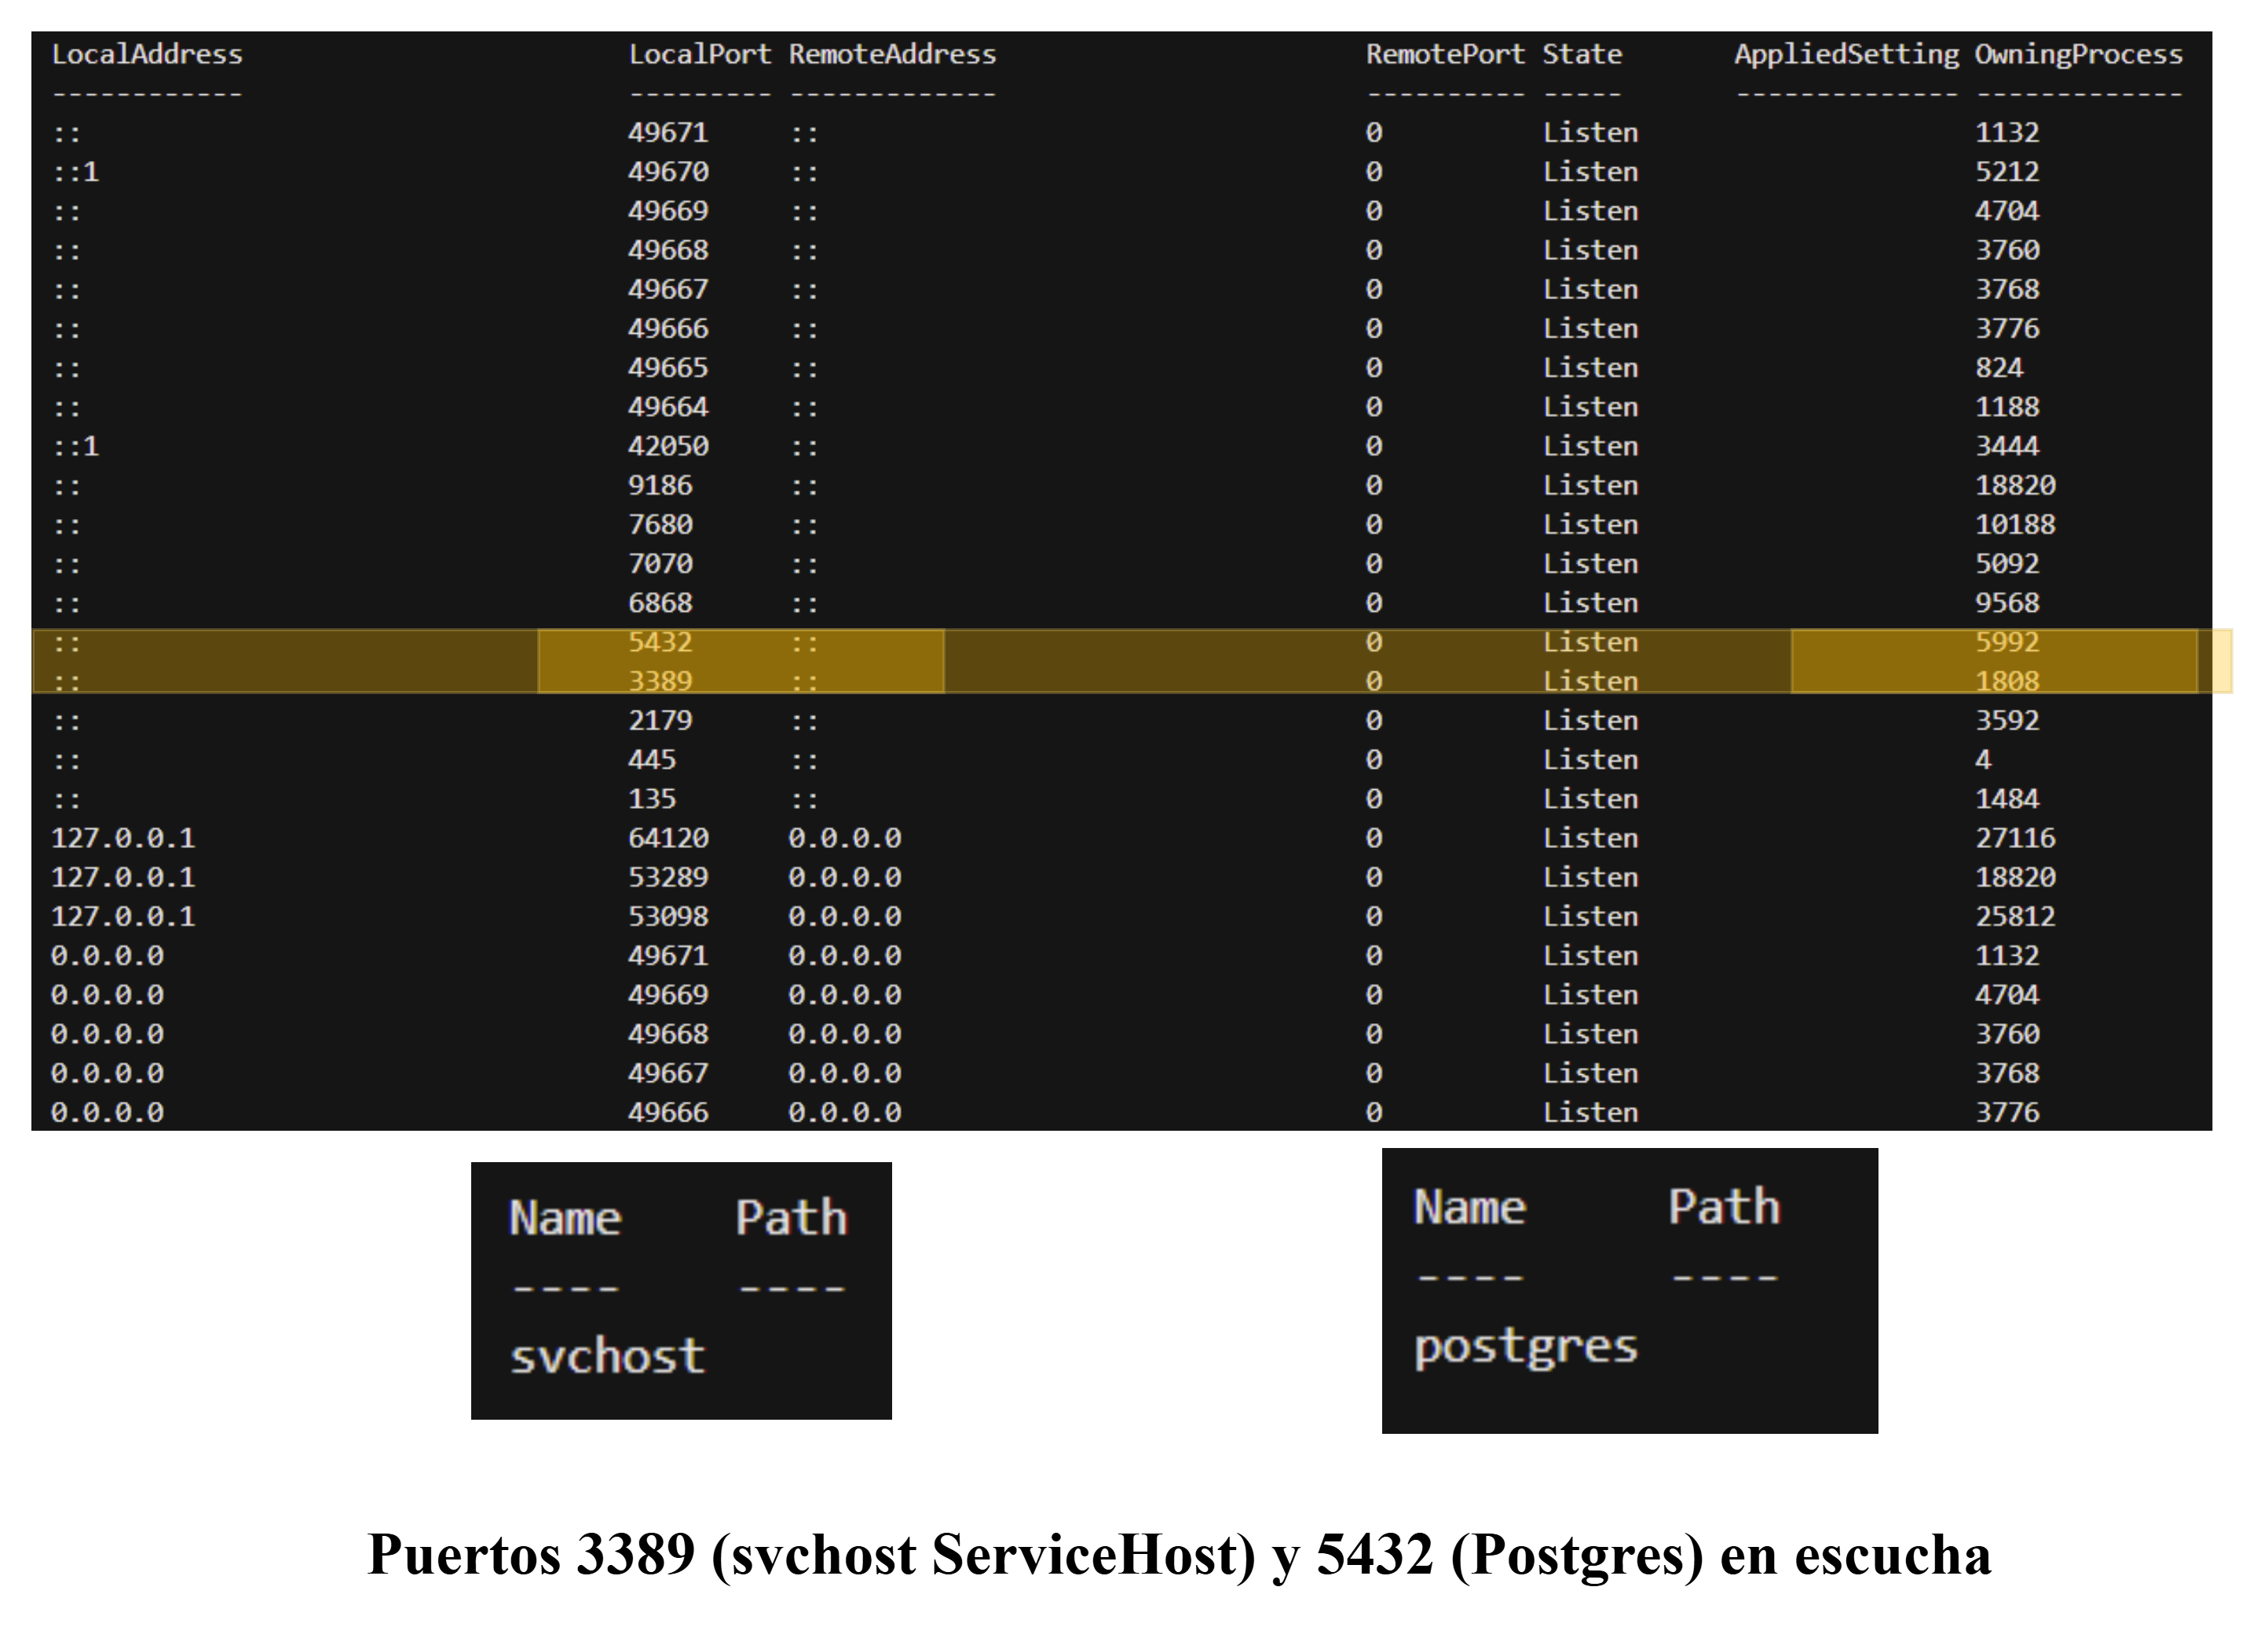 LocalAddress LocalPort RemoteAddress RemotePort State AppliedSetting OwningProcess
------------ --------- ------------- ---------- ----- -------------- -------------
:: 49671 :: 0 Listen 1132
::1 49670 :: 0 Listen 5212
:: 49669 :: 0 Listen 4704
:: 49668 :: 0 Listen 3760
:: 49667 :: 0 Listen 3768
:: 49666 :: 0 Listen 3776
:: 49665 :: 0 Listen 824
:: 49664 :: 0 Listen 1188
::1 42050 :: 0 Listen 3444
:: 9186 :: 0 Listen 18820
:: 7680 :: 0 Listen 10188
:: 7070 :: 0 Listen 5092
:: 6868 :: 0 Listen 9568
:: 5432 :: 0 Listen 5992
:: 3389 :: 0 Listen 1808
:: 2179 :: 0 Listen 3592
:: 445 :: 0 Listen 4
:: 135 :: 0 Listen 1484
127.0.0.1 64120 0.0.0.0 0 Listen 27116
127.0.0.1 53289 0.0.0.0 0 Listen 18820
127.0.0.1 53098 0.0.0.0 0 Listen 25812
0.0.0.0 49671 0.0.0.0 0 Listen 1132
0.0.0.0 49669 0.0.0.0 0 Listen 4704
0.0.0.0 49668 0.0.0.0 0 Listen 3760
0.0.0.0 49667 0.0.0.0 0 Listen 3768
0.0.0.0 49666 0.0.0.0 0 Listen 3776
Name Path
---- ----
svchost
Name Path
---- ----
postgres
Puertos 3389 (svchost ServiceHost) y 5432 (Postgres) en escucha